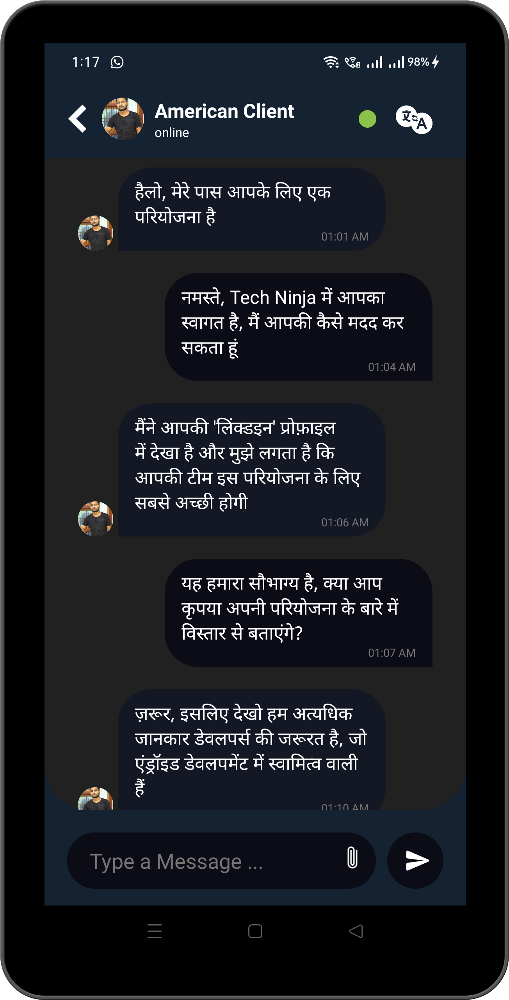 1:17
98%
American Client
online
हैलो, मेरे पास आपके लिए एक
परियोजना है
01:01 AM
नमस्ते, Tech Ninja में आपका
स्वागत है, मैं आपकी कैसे मदद कर
सकता हूं
01:04 AM
मैंने आपकी 'लिंक्डइन' प्रोफ़ाइल
में देखा है और मुझे लगता है कि
आपकी टीम इस परियोजना के लिए
सबसे अच्छी होगी
01:06 AM
यह हमारा सौभाग्य है, क्या आप
कृपया अपनी परियोजना के बारे में
विस्तार से बताएंगे?
01:07 AM
ज़रूर, इसलिए देखो हम अत्यधिक
जानकार डेवलपर्स की जरूरत है, जो
एंड्रॉइड डेवलपमेंट में स्वामित्व वाली
हैं
01:10 AM
Type a Message ...